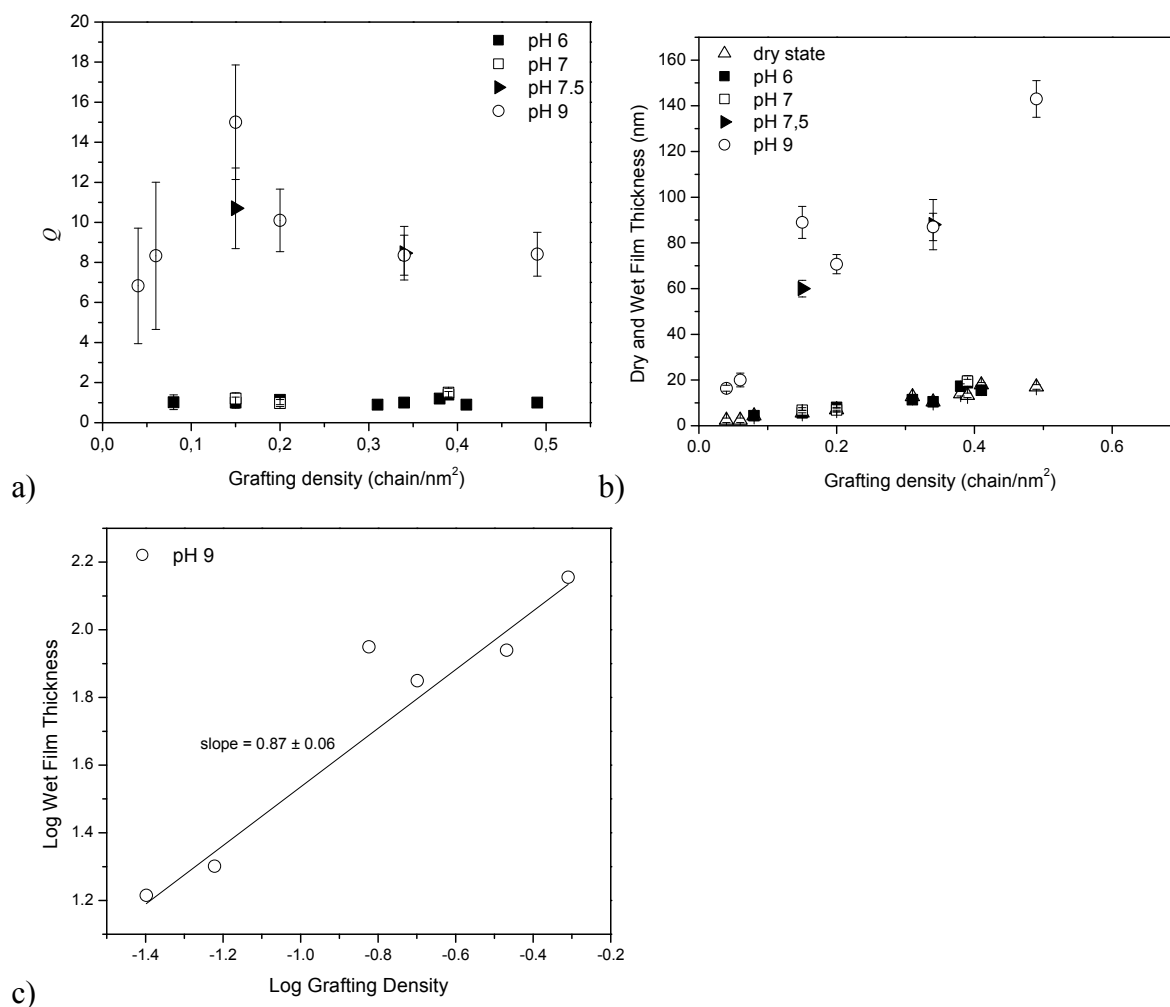 20
18
16
14
12
10
8
6
4
2
0
Q
pH 6
pH 7
pH 7.5
pH 9
0,0
0,1
0,2
0,3
0,4
0,5
Grafting density (chain/nm²)
a)
160
140
120
100
80
60
40
20
0
Dry and Wet Film Thickness (nm)
dry state
pH 6
pH 7
pH 7,5
pH 9
0.0
0.2
0.4
0.6
Grafting density (chain/nm²)
b)
2.2
2.0
1.8
1.6
1.4
1.2
Log Wet Film Thickness
pH 9
slope = 0.87 ± 0.06
-1.4
-1.2
-1.0
-0.8
-0.6
-0.4
-0.2
Log Grafting Density
c)